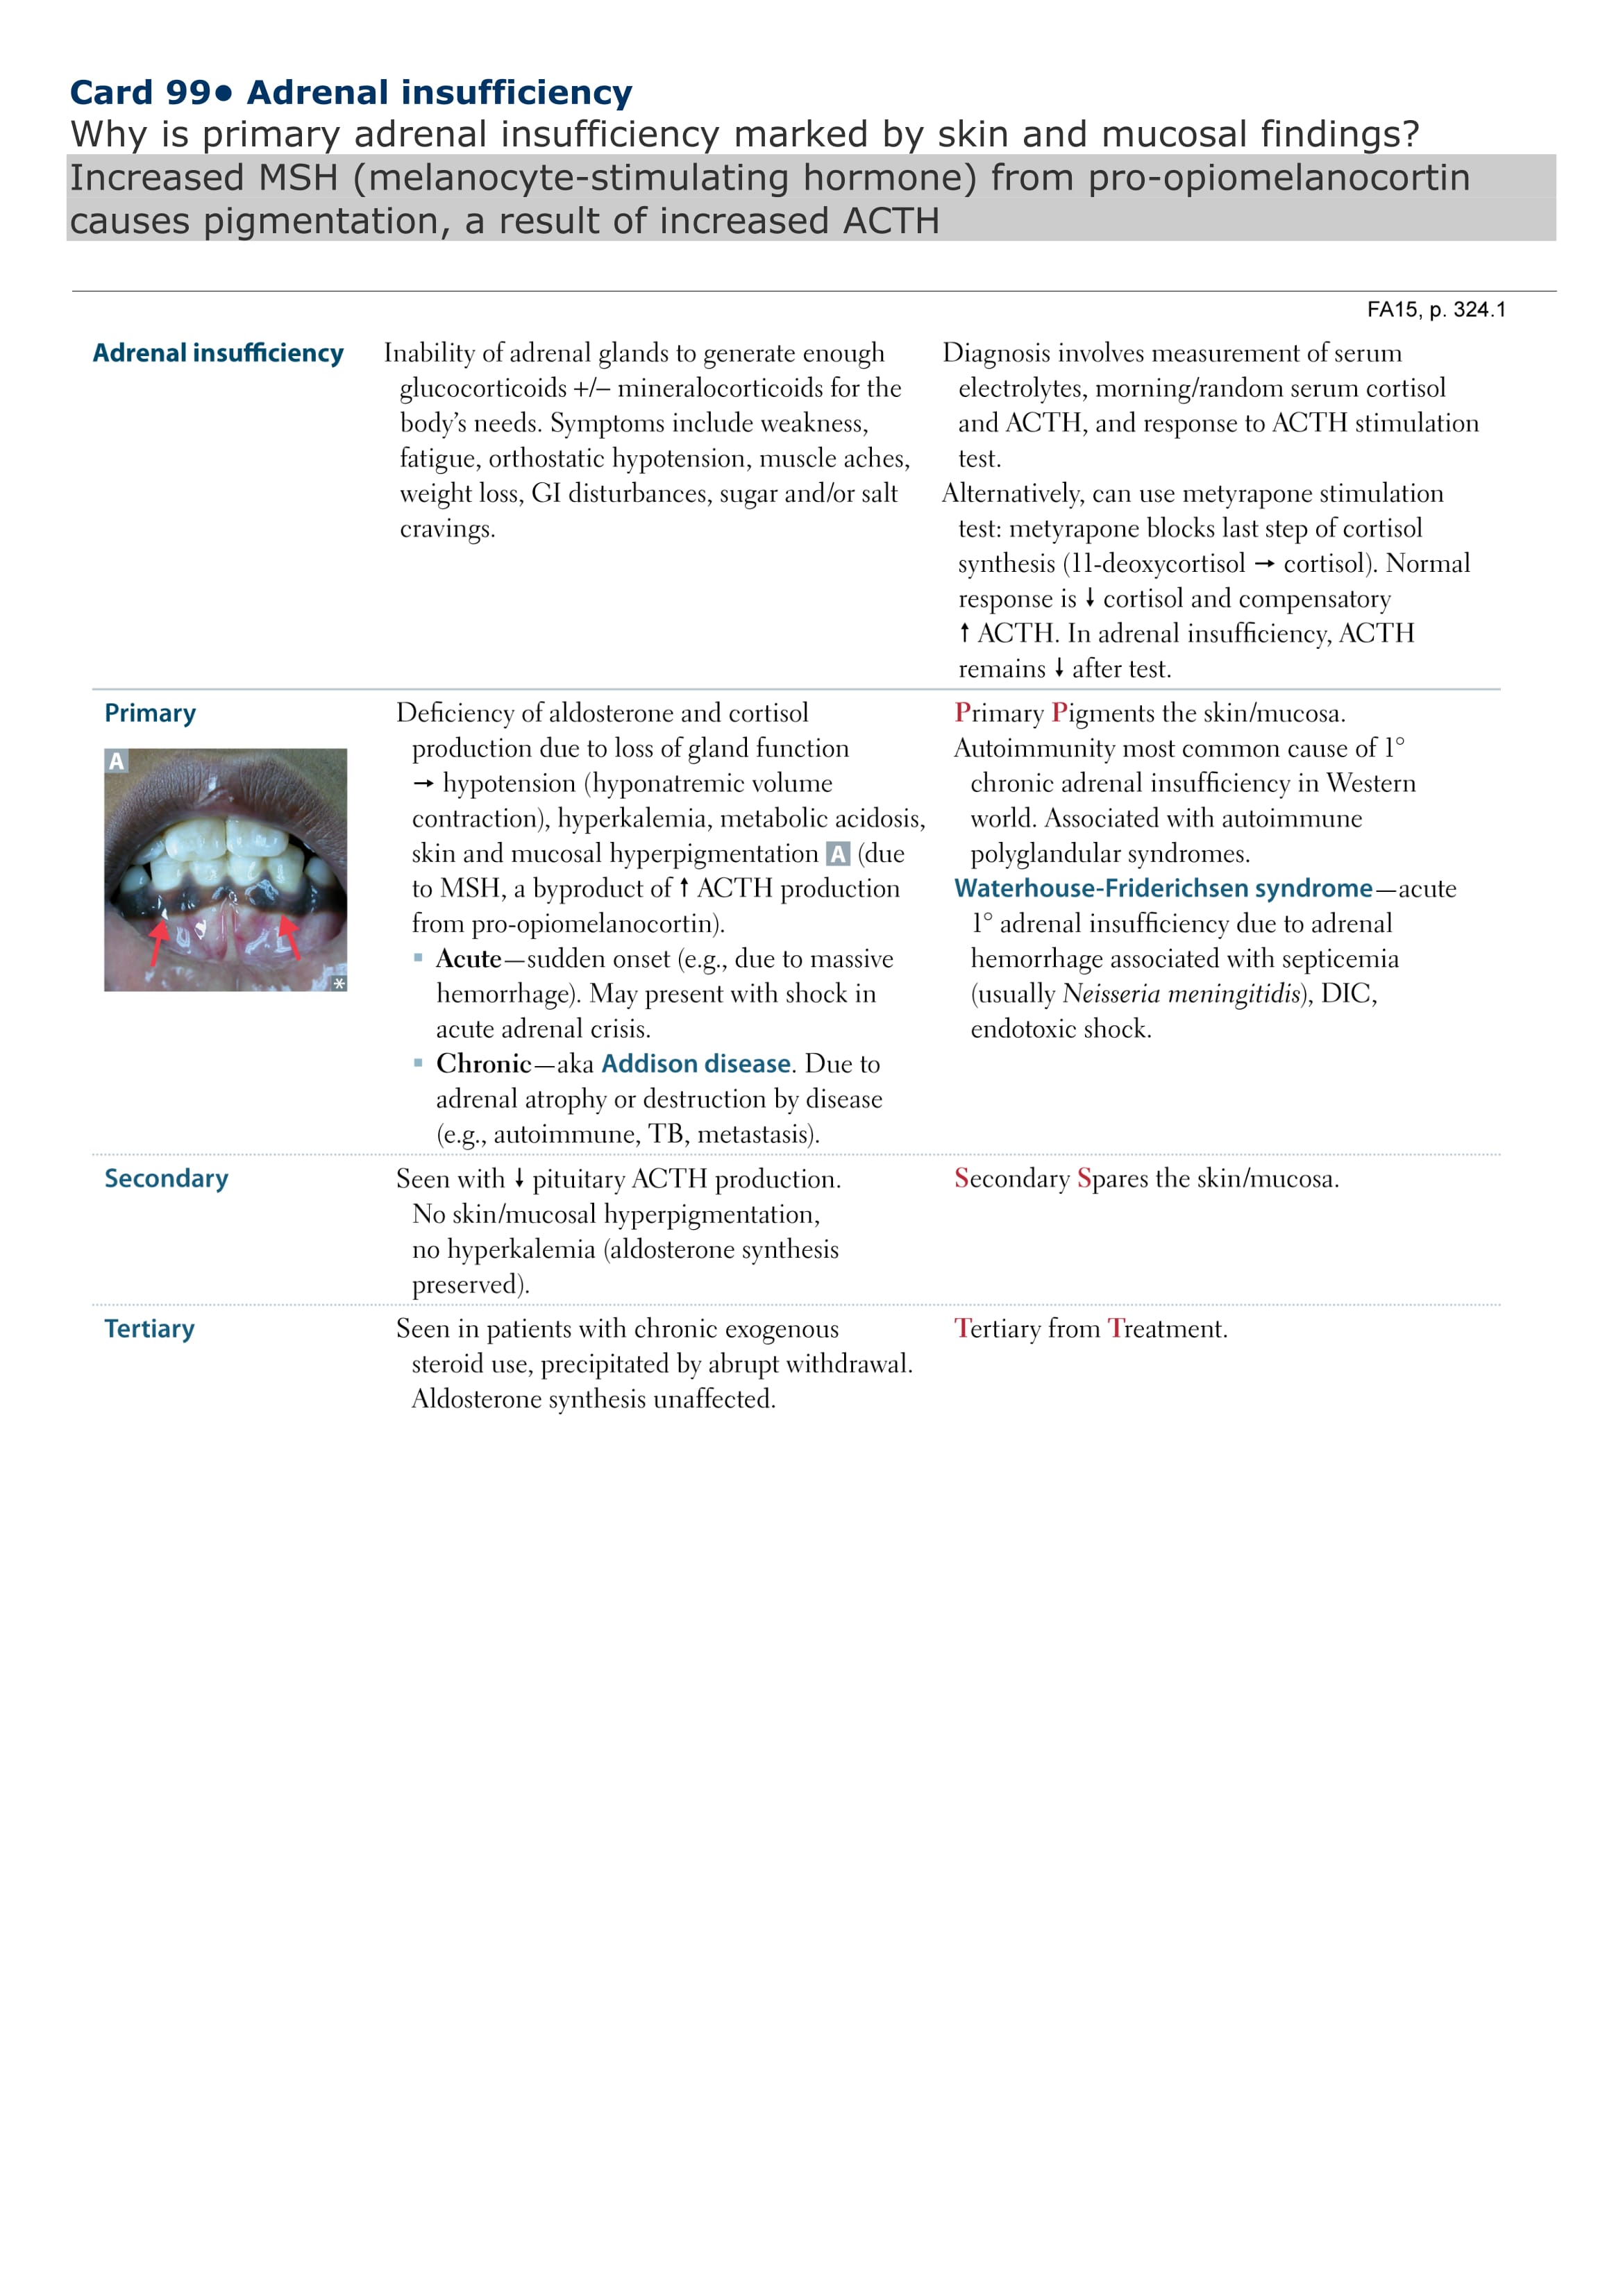 Card 99• Adrenal insufficiency
Why is primary adrenal insufficiency marked by skin and mucosal findings?
Increased MSH (melanocyte-stimulating hormone) from pro-opiomelanocortin
causes pigmentation, a result of increased ACTH
FA15, p. 324.1
Adrenal insufficiency
Inability of adrenal glands to generate enough
glucocorticoids +/– mineralocorticoids for the
body’s needs. Symptoms include weakness,
fatigue, orthostatic hypotension, muscle aches,
weight loss, GI disturbances, sugar and/or salt
cravings.
Diagnosis involves measurement of serum
electrolytes, morning/random serum cortisol
and ACTH, and response to ACTH stimulation
test.
Alternatively, can use metyrapone stimulation
test: metyrapone blocks last step of cortisol
synthesis (11-deoxycortisol → cortisol). Normal
response is ↓ cortisol and compensatory
↑ ACTH. In adrenal insufficiency, ACTH
remains ↓ after test.
Primary
A
*
Deficiency of aldosterone and cortisol
production due to loss of gland function
→ hypotension (hyponatremic volume
contraction), hyperkalemia, metabolic acidosis,
skin and mucosal hyperpigmentation A (due
to MSH, a byproduct of ↑ ACTH production
from pro-opiomelanocortin).
▪ Acute—sudden onset (e.g., due to massive
hemorrhage). May present with shock in
acute adrenal crisis.
▪ Chronic—aka Addison disease. Due to
adrenal atrophy or destruction by disease
(e.g., autoimmune, TB, metastasis).
Primary Pigments the skin/mucosa.
Autoimmunity most common cause of 1°
chronic adrenal insufficiency in Western
world. Associated with autoimmune
polyglandular syndromes.
Waterhouse-Friderichsen syndrome—acute
1° adrenal insufficiency due to adrenal
hemorrhage associated with septicemia
(usually Neisseria meningitidis), DIC,
endotoxic shock.
Secondary
Seen with ↓ pituitary ACTH production.
No skin/mucosal hyperpigmentation,
no hyperkalemia (aldosterone synthesis
preserved).
Secondary Spares the skin/mucosa.
Tertiary
Seen in patients with chronic exogenous
steroid use, precipitated by abrupt withdrawal.
Aldosterone synthesis unaffected.
Tertiary from Treatment.